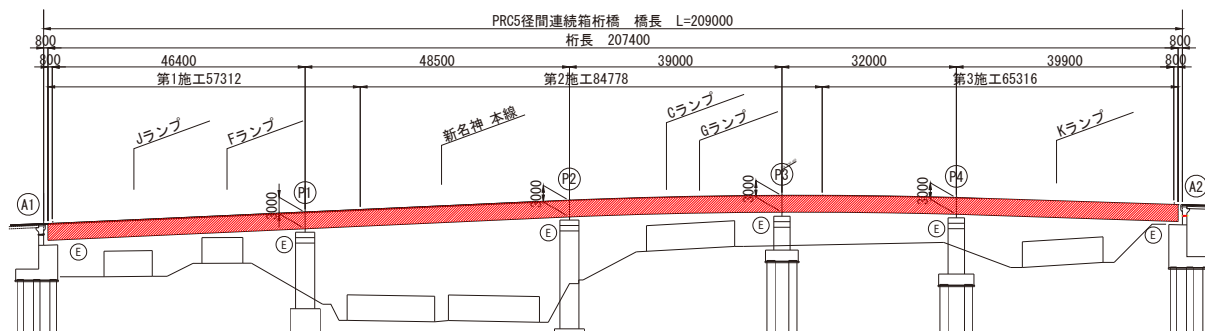 PRC5径間連続箱桁橋 橋長 L=209000
800 桁長 207400 800
800 46400 48500 39000 32000 39900 800
第1施工57312 第2施工84778 第3施工65316
Jランプ
Fランプ
新名神 本線
Cランプ
Gランプ
Kランプ
A1
P1
P2
P3
P4
A2
3000
3000
3000
3000
E
E
E
E
E
E